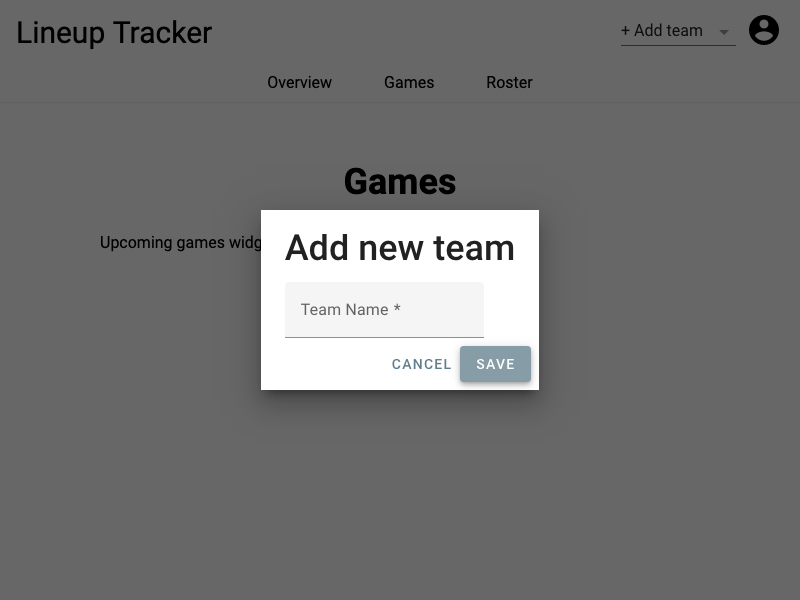 Lineup Tracker
+ Add team
Overview Games Roster
Games
Upcoming games widg
Add new team
Team Name *
CANCEL SAVE